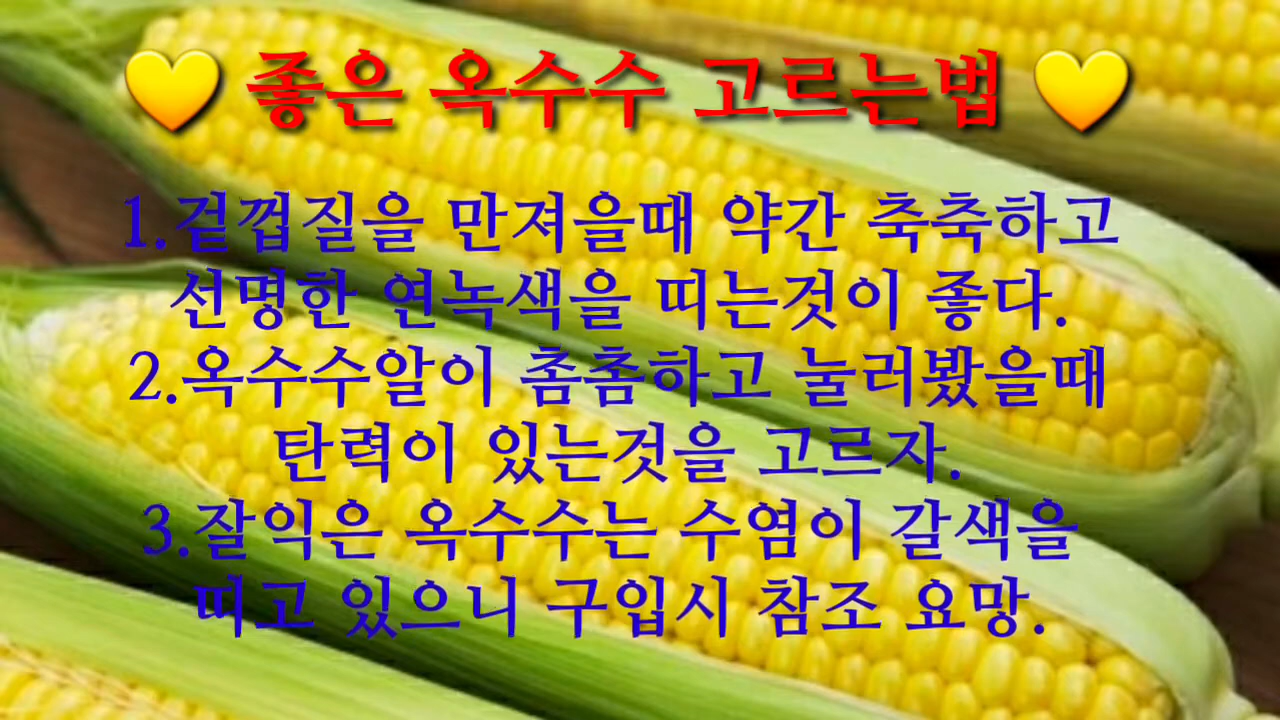 💛 좋은 옥수수 고르는법 💛
1.겉껍질을 만져을때 약간 축축하고
선명한 연녹색을 띠는것이 좋다.
2.옥수수알이 촘촘하고 눌러봤을때
탄력이 있는것을 고르자.
3.잘익은 옥수수는 수염이 갈색을
띠고 있으니 구입시 참조 요망.